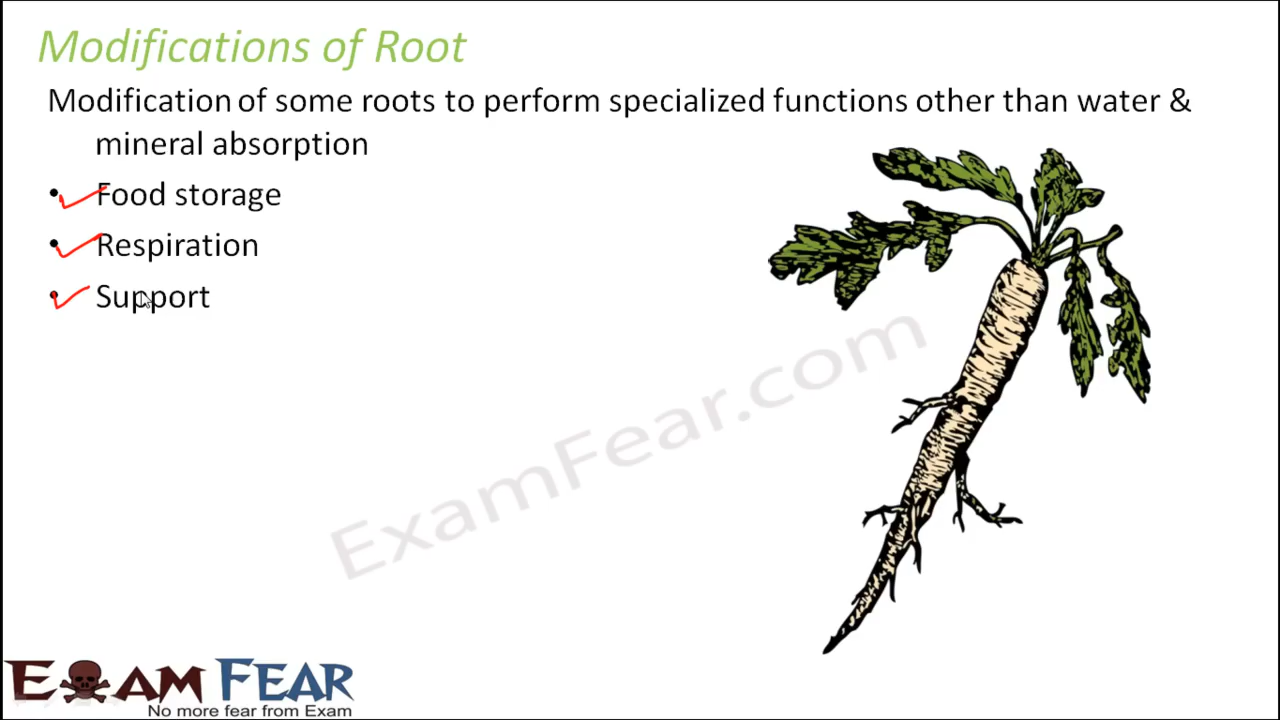 Modifications of Root
Modification of some roots to perform specialized functions other than water &
mineral absorption
• Food storage
• Respiration
• Support
ExamFear.com
EXAM FEAR
No more fear from Exam